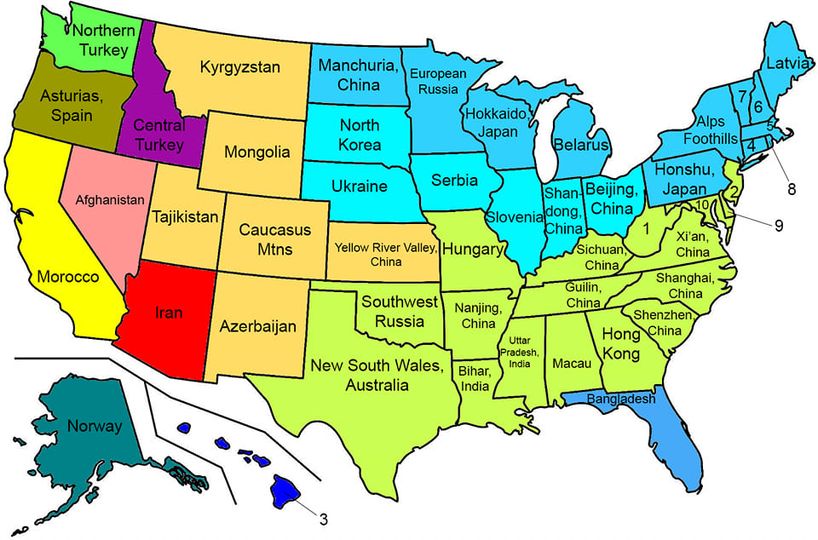 Northern
Turkey
Asturias,
Spain
Central
Turkey
Kyrgyzstan
Mongolia
Manchuria,
China
North
Korea
Ukraine
European
Russia
Hokkaido,
Japan
Belarus
Serbia
Slovenia
Shan
dong,
China
Beijing,
China
Alps
Foothills
Latvia
7
6
5
4
8
Honshu,
Japan
2
10
9
1
Morocco
Afghanistan
Tajikistan
Caucasus
Mtns
Yellow River Valley,
China
Hungary
Sichuan,
China
Xi'an,
China
Iran
Azerbaijan
Southwest
Russia
Nanjing,
China
Guilin,
China
Shanghai,
China
Shenzhen,
China
New South Wales,
Australia
Bihar,
India
Uttar
Pradesh,
India
Macau
Hong
Kong
Bangladesh
Norway
3